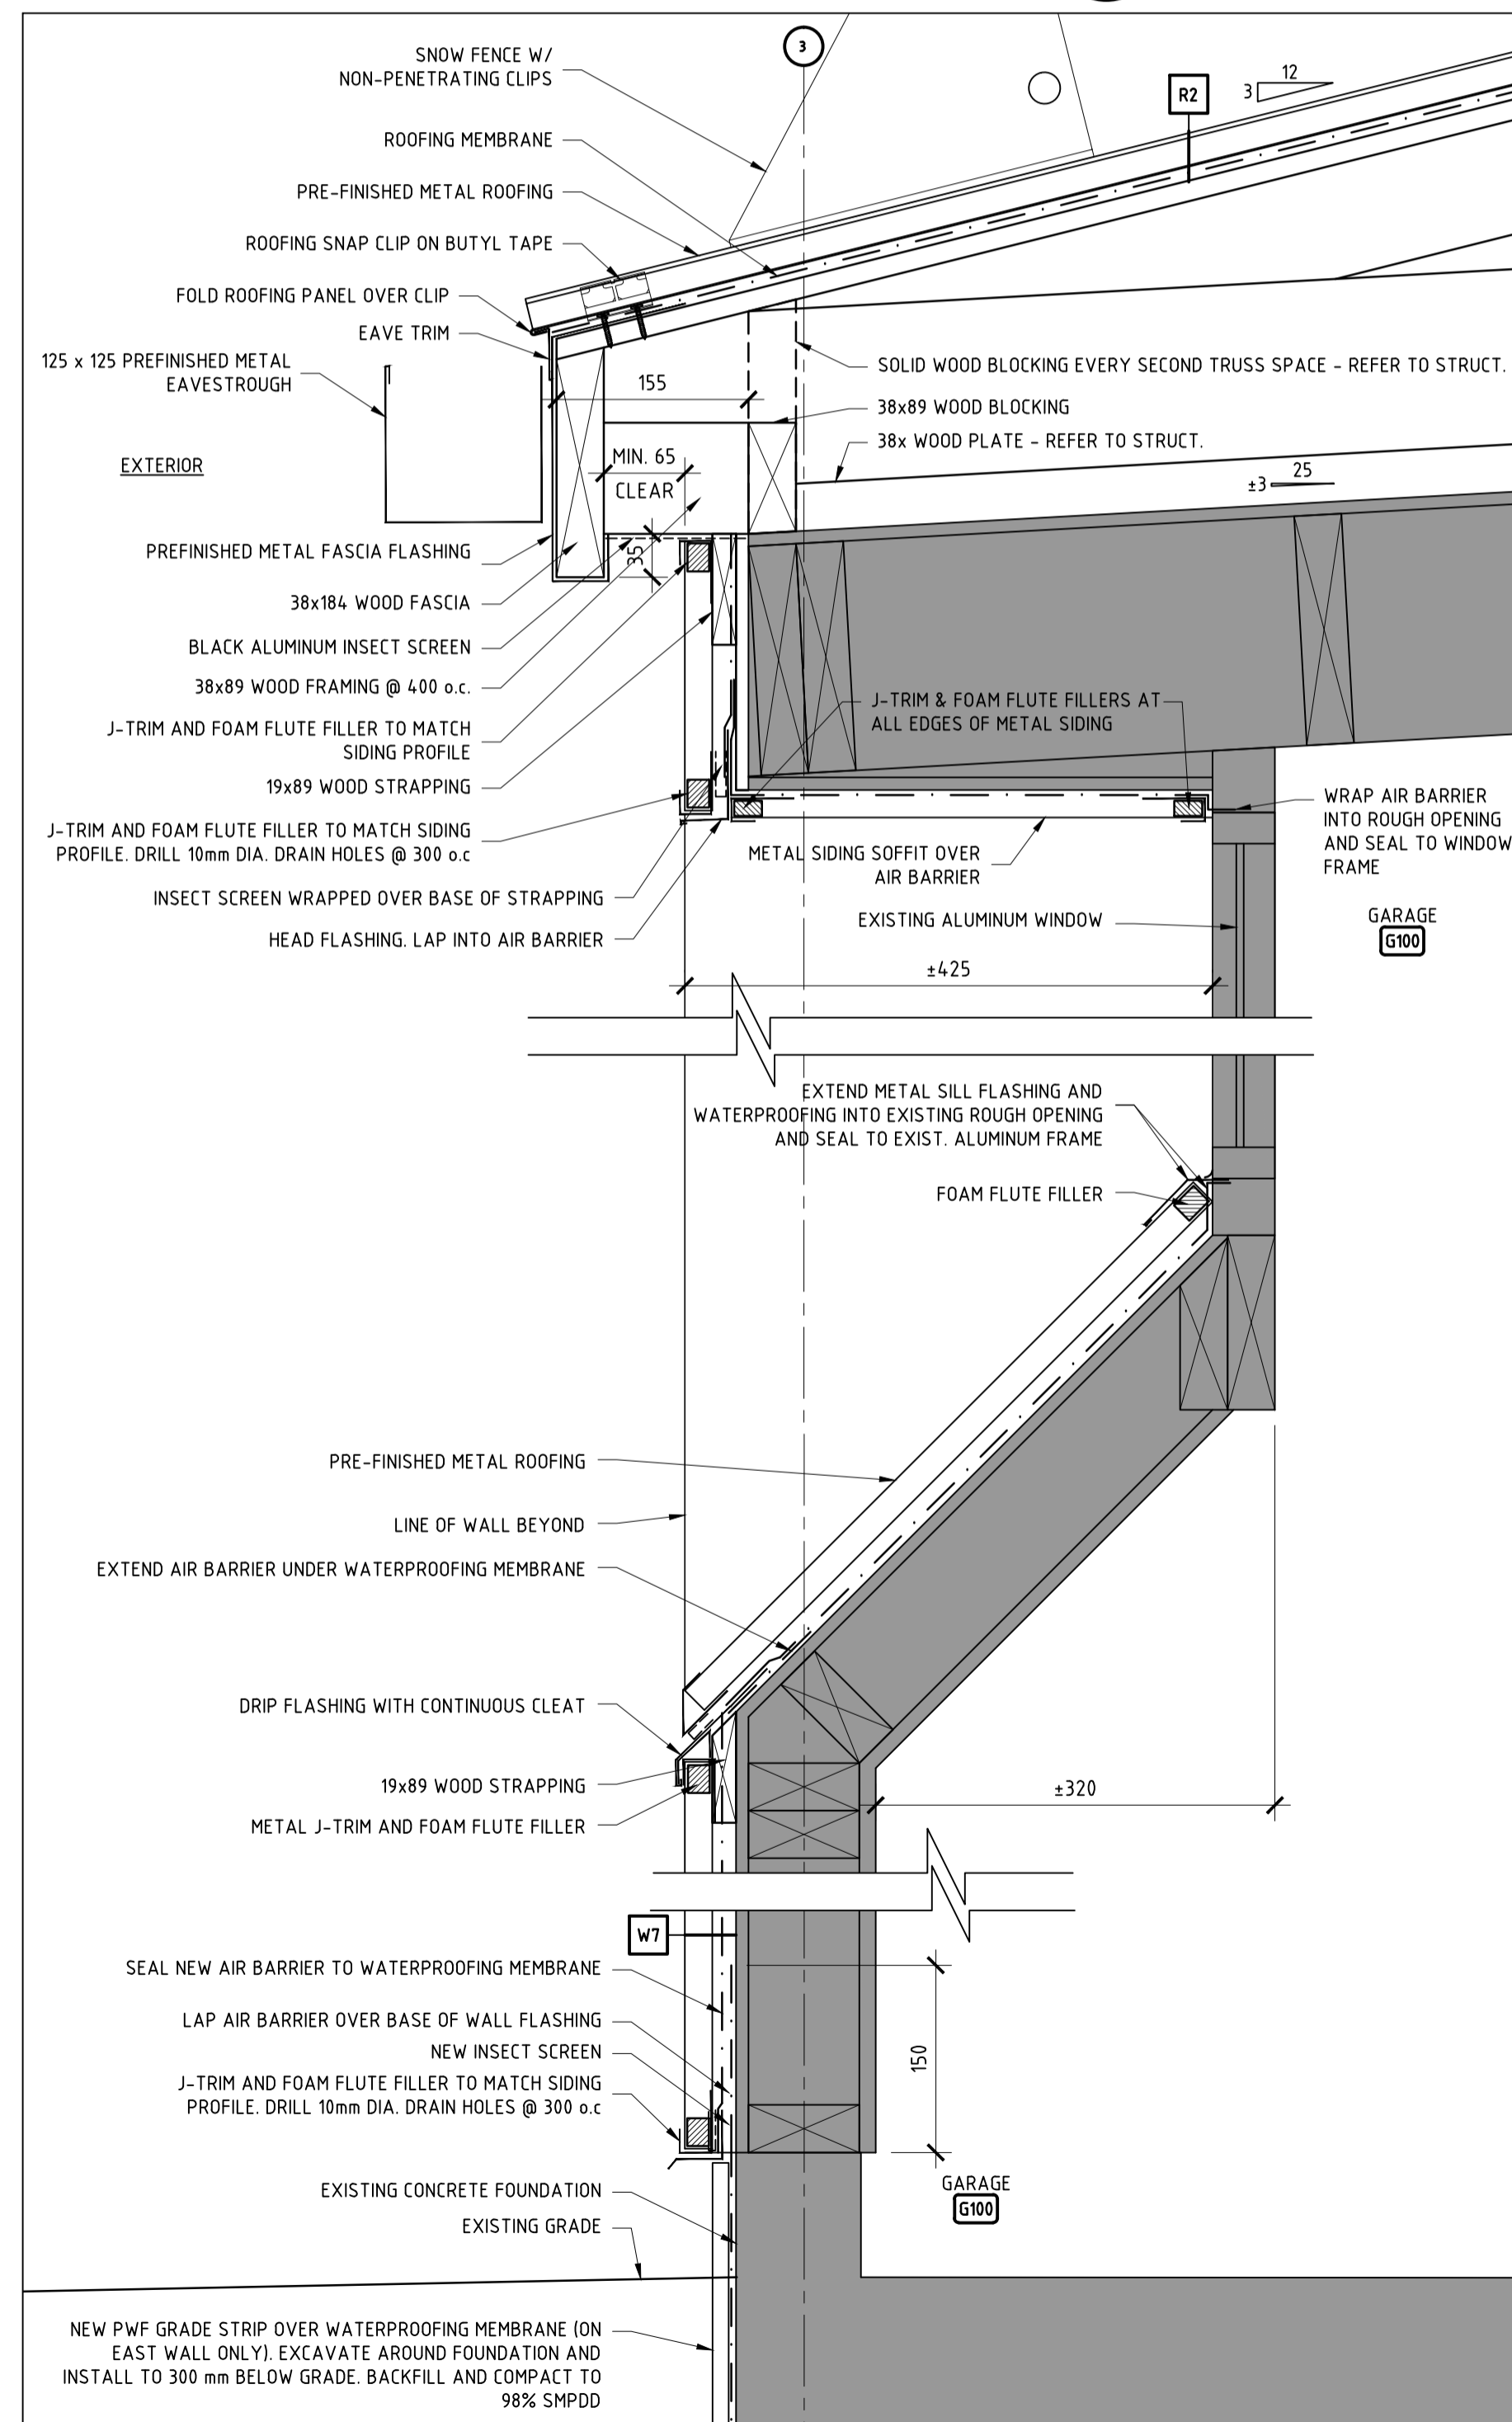 SNOW FENCE W/
NON-PENETRATING CLIPS
3
R2
12
3
ROOFING MEMBRANE
PRE-FINISHED METAL ROOFING
ROOFING SNAP CLIP ON BUTYL TAPE
FOLD ROOFING PANEL OVER CLIP
EAVE TRIM
125 x 125 PREFINISHED METAL
EAVESTROUGH
155
SOLID WOOD BLOCKING EVERY SECOND TRUSS SPACE - REFER TO STRUCT.
38x89 WOOD BLOCKING
38x WOOD PLATE - REFER TO STRUCT.
EXTERIOR
MIN. 65
CLEAR
25
±3
35
PREFINISHED METAL FASCIA FLASHING
38x184 WOOD FASCIA
BLACK ALUMINUM INSECT SCREEN
38x89 WOOD FRAMING @ 400 o.c.
J-TRIM AND FOAM FLUTE FILLER TO MATCH
SIDING PROFILE
19x89 WOOD STRAPPING
J-TRIM & FOAM FLUTE FILLERS AT
ALL EDGES OF METAL SIDING
J-TRIM AND FOAM FLUTE FILLER TO MATCH SIDING
PROFILE. DRILL 10mm DIA. DRAIN HOLES @ 300 o.c
WRAP AIR BARRIER
INTO ROUGH OPENING
AND SEAL TO WINDOW
FRAME
METAL SIDING SOFFIT OVER
AIR BARRIER
INSECT SCREEN WRAPPED OVER BASE OF STRAPPING
HEAD FLASHING. LAP INTO AIR BARRIER
EXISTING ALUMINUM WINDOW
GARAGE
G100
±425
EXTEND METAL SILL FLASHING AND
WATERPROOFING INTO EXISTING ROUGH OPENING
AND SEAL TO EXIST. ALUMINUM FRAME
FOAM FLUTE FILLER
PRE-FINISHED METAL ROOFING
LINE OF WALL BEYOND
EXTEND AIR BARRIER UNDER WATERPROOFING MEMBRANE
DRIP FLASHING WITH CONTINUOUS CLEAT
19x89 WOOD STRAPPING
METAL J-TRIM AND FOAM FLUTE FILLER
±320
W7
SEAL NEW AIR BARRIER TO WATERPROOFING MEMBRANE
LAP AIR BARRIER OVER BASE OF WALL FLASHING
NEW INSECT SCREEN
J-TRIM AND FOAM FLUTE FILLER TO MATCH SIDING
PROFILE. DRILL 10mm DIA. DRAIN HOLES @ 300 o.c
150
GARAGE
G100
EXISTING CONCRETE FOUNDATION
EXISTING GRADE
NEW PWF GRADE STRIP OVER WATERPROOFING MEMBRANE (ON
EAST WALL ONLY). EXCAVATE AROUND FOUNDATION AND
INSTALL TO 300 mm BELOW GRADE. BACKFILL AND COMPACT TO
98% SMPDD